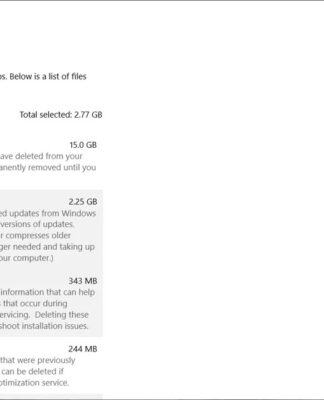 os. Below is a list of files
Total selected: 2.77 GB
15.0 GB
ave deleted from your
anently removed until you
2.25 GB
ed updates from Windows
versions of updates.
r compresses older
ger needed and taking up
our computer.)
343 MB
information that can help
s that occur during
ervicing. Deleting these
shoot installation issues.
244 MB
that were previously
can be deleted if
ptimization service.